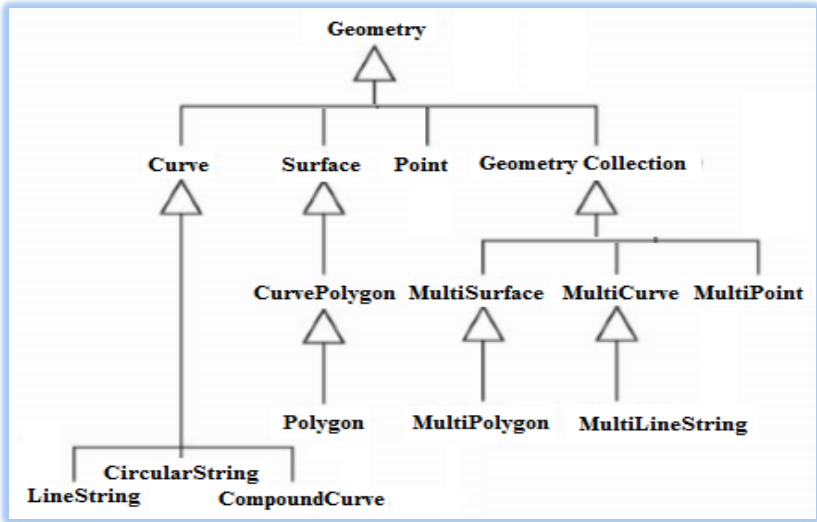 Geometry
Curve Surface Point Geometry Collection
CurvePolygon MultiSurface MultiCurve MultiPoint
Polygon MultiPolygon MultiLineString
CircularString
LineString CompoundCurve